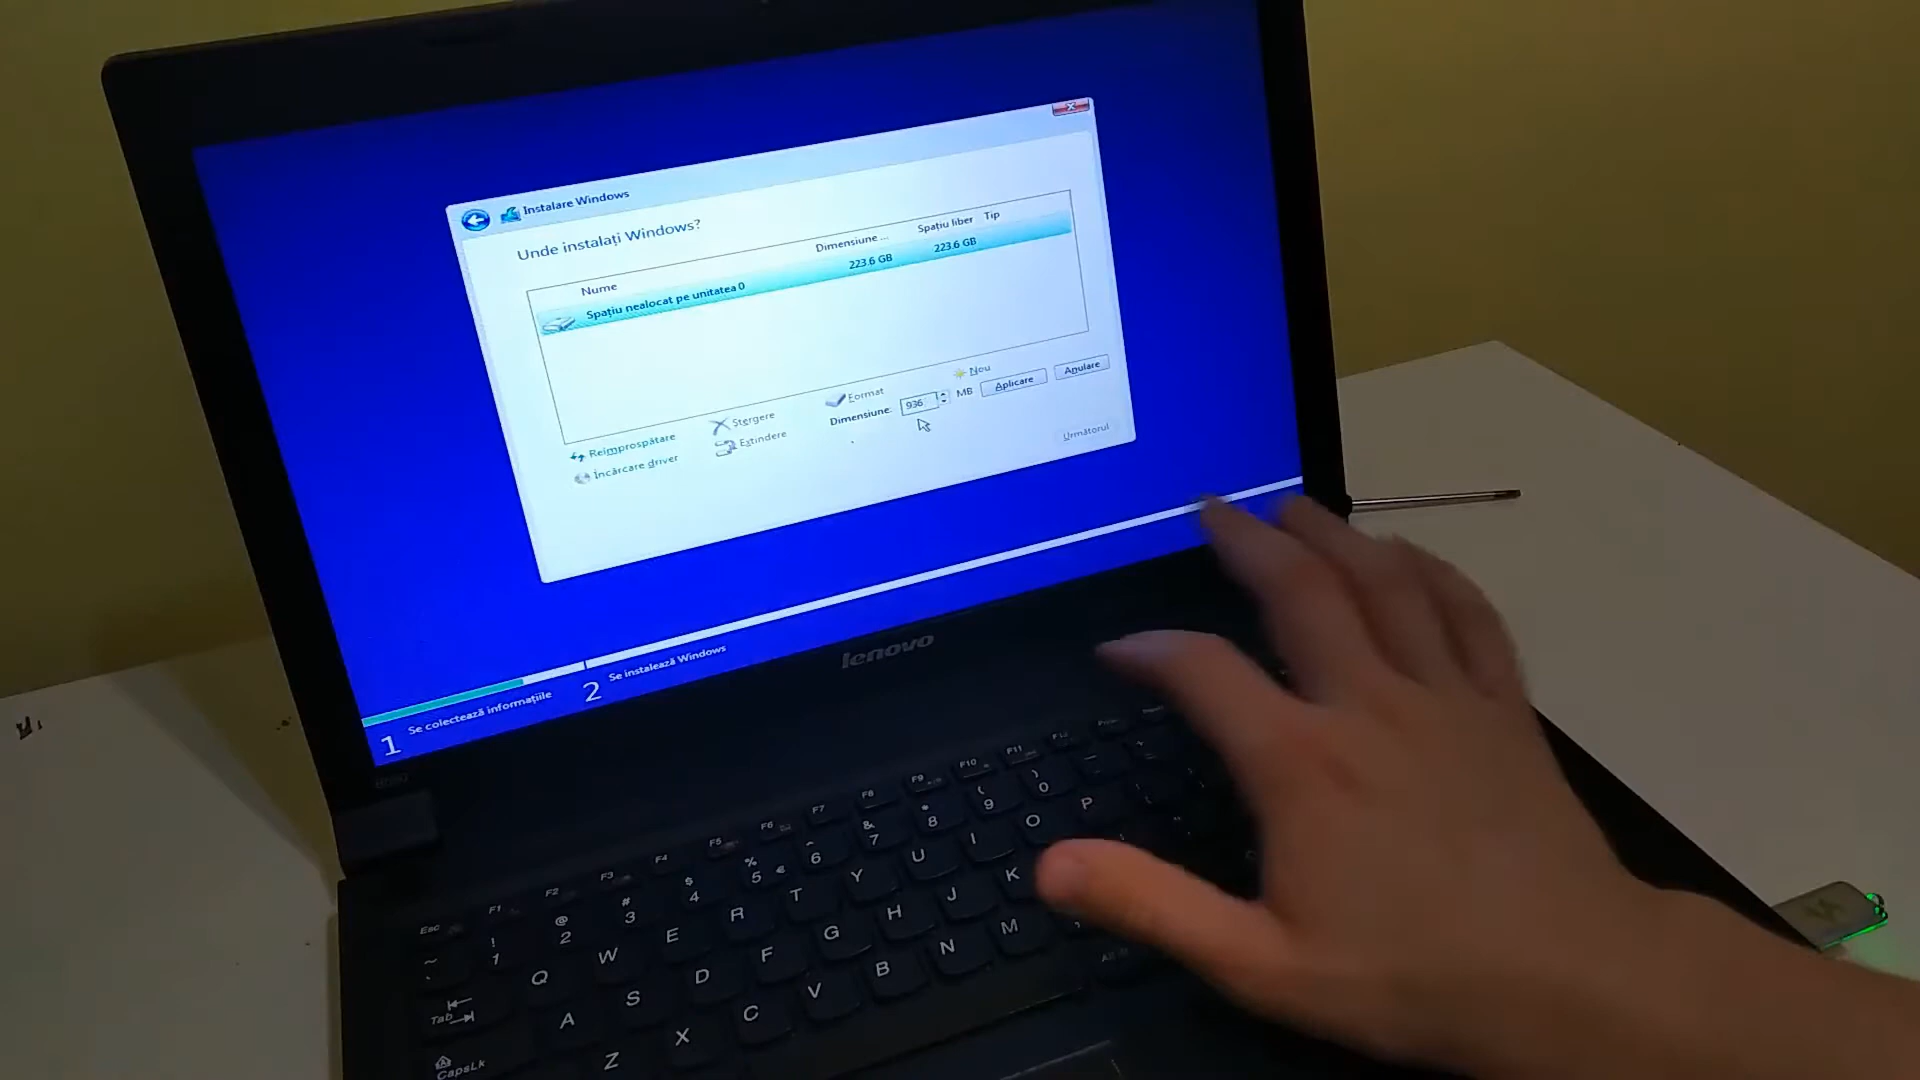 Instalare Windows
Unde instalați Windows?
Nume
Dimensiune ...
Spațiu liber
Tip
Spațiu nealocat pe unitatea 0
223.6 GB
223.6 GB
Reîmprospătare
Ștergere
Format
Nou
Încărcare driver
Extindere
Dimensiune:
936
MB
Aplicare
Anulare
Următorul
1 Se colectează informațiile
2 Se instalează Windows
lenovo
Esc F1 F2 F3 F4 F5 F6 F7 F8 F9 F10 F11 F12
~ ! @ # $ % € ^ & * ( )
1 2 3 4 5 6 7 8 9 0
Tab Q W E R T Y U I O P
CapsLk A S D F G H J K
Z X C V B N M